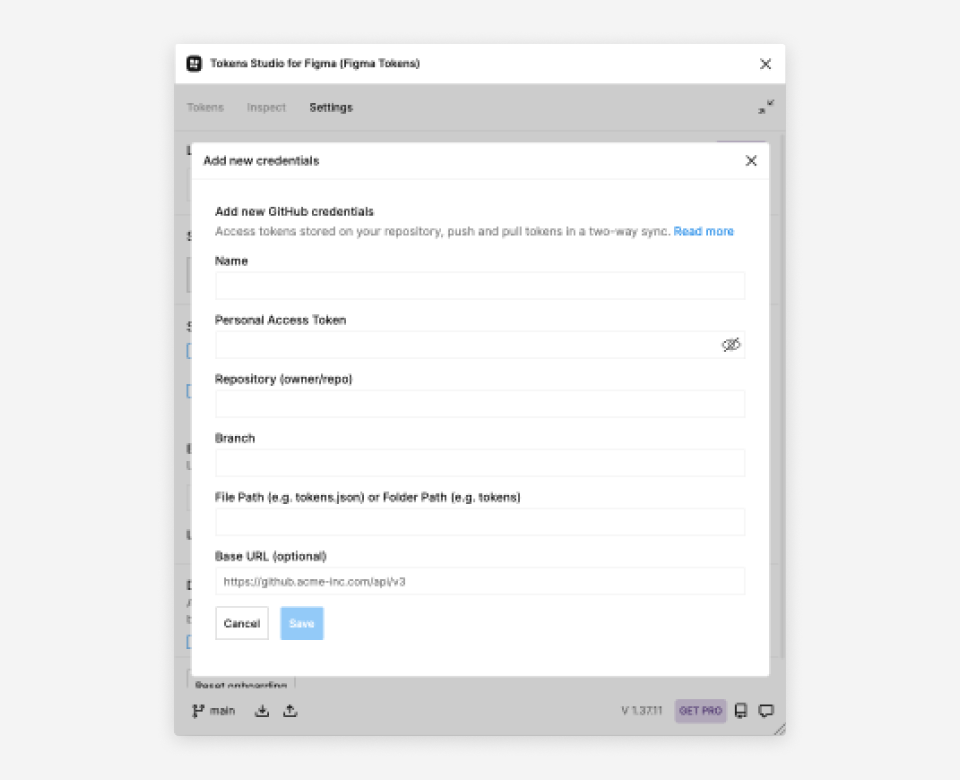 Tokens Studio for Figma (Figma Tokens)
Tokens Inspect Settings
Add new credentials
Add new GitHub credentials
Access tokens stored on your repository, push and pull tokens in a two-way sync. Read more
Name
Personal Access Token
Repository (owner/repo)
Branch
File Path (e.g. tokens.json) or Folder Path (e.g. tokens)
Base URL (optional)
https://github.acme-inc.com/api/v3
Cancel Save
Reset onboarding
main V 1.37.11 GET PRO